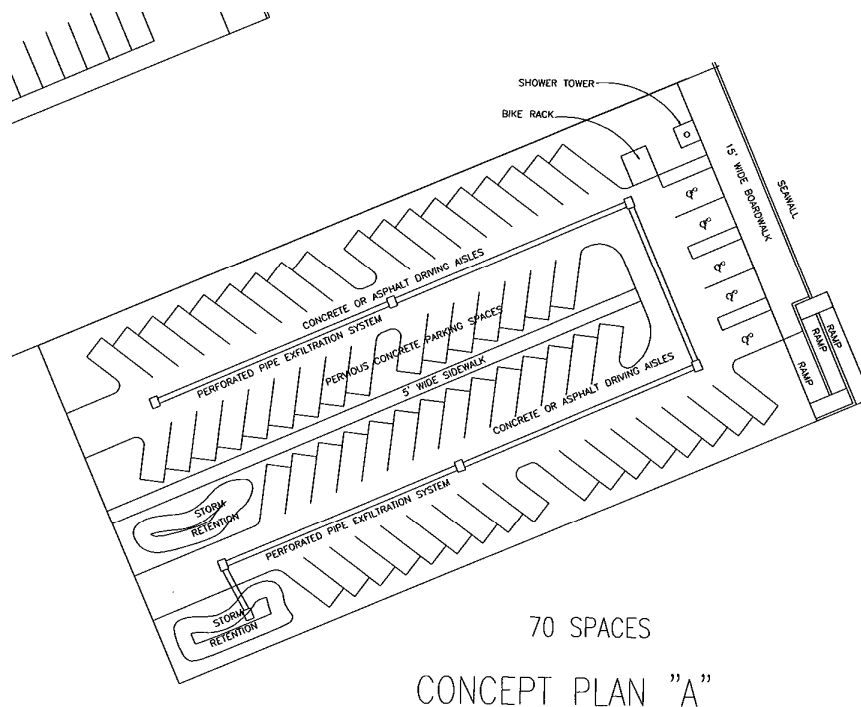 SHOWER TOWER
BIKE RACK
15' WIDE BOARDWALK
SEAWALL
CONCRETE OR ASPHALT DRIVING AISLES
PERFORATED PIPE EXFILTRATION SYSTEM
PERVIOUS CONCRETE PARKING SPACES
5' WIDE SIDEWALK
CONCRETE OR ASPHALT DRIVING AISLES
RAMP
RAMP
RAMP
STORM
RETENTION
PERFORATED PIPE EXFILTRATION SYSTEM
STORM
RETENTION
70 SPACES
CONCEPT PLAN "A"